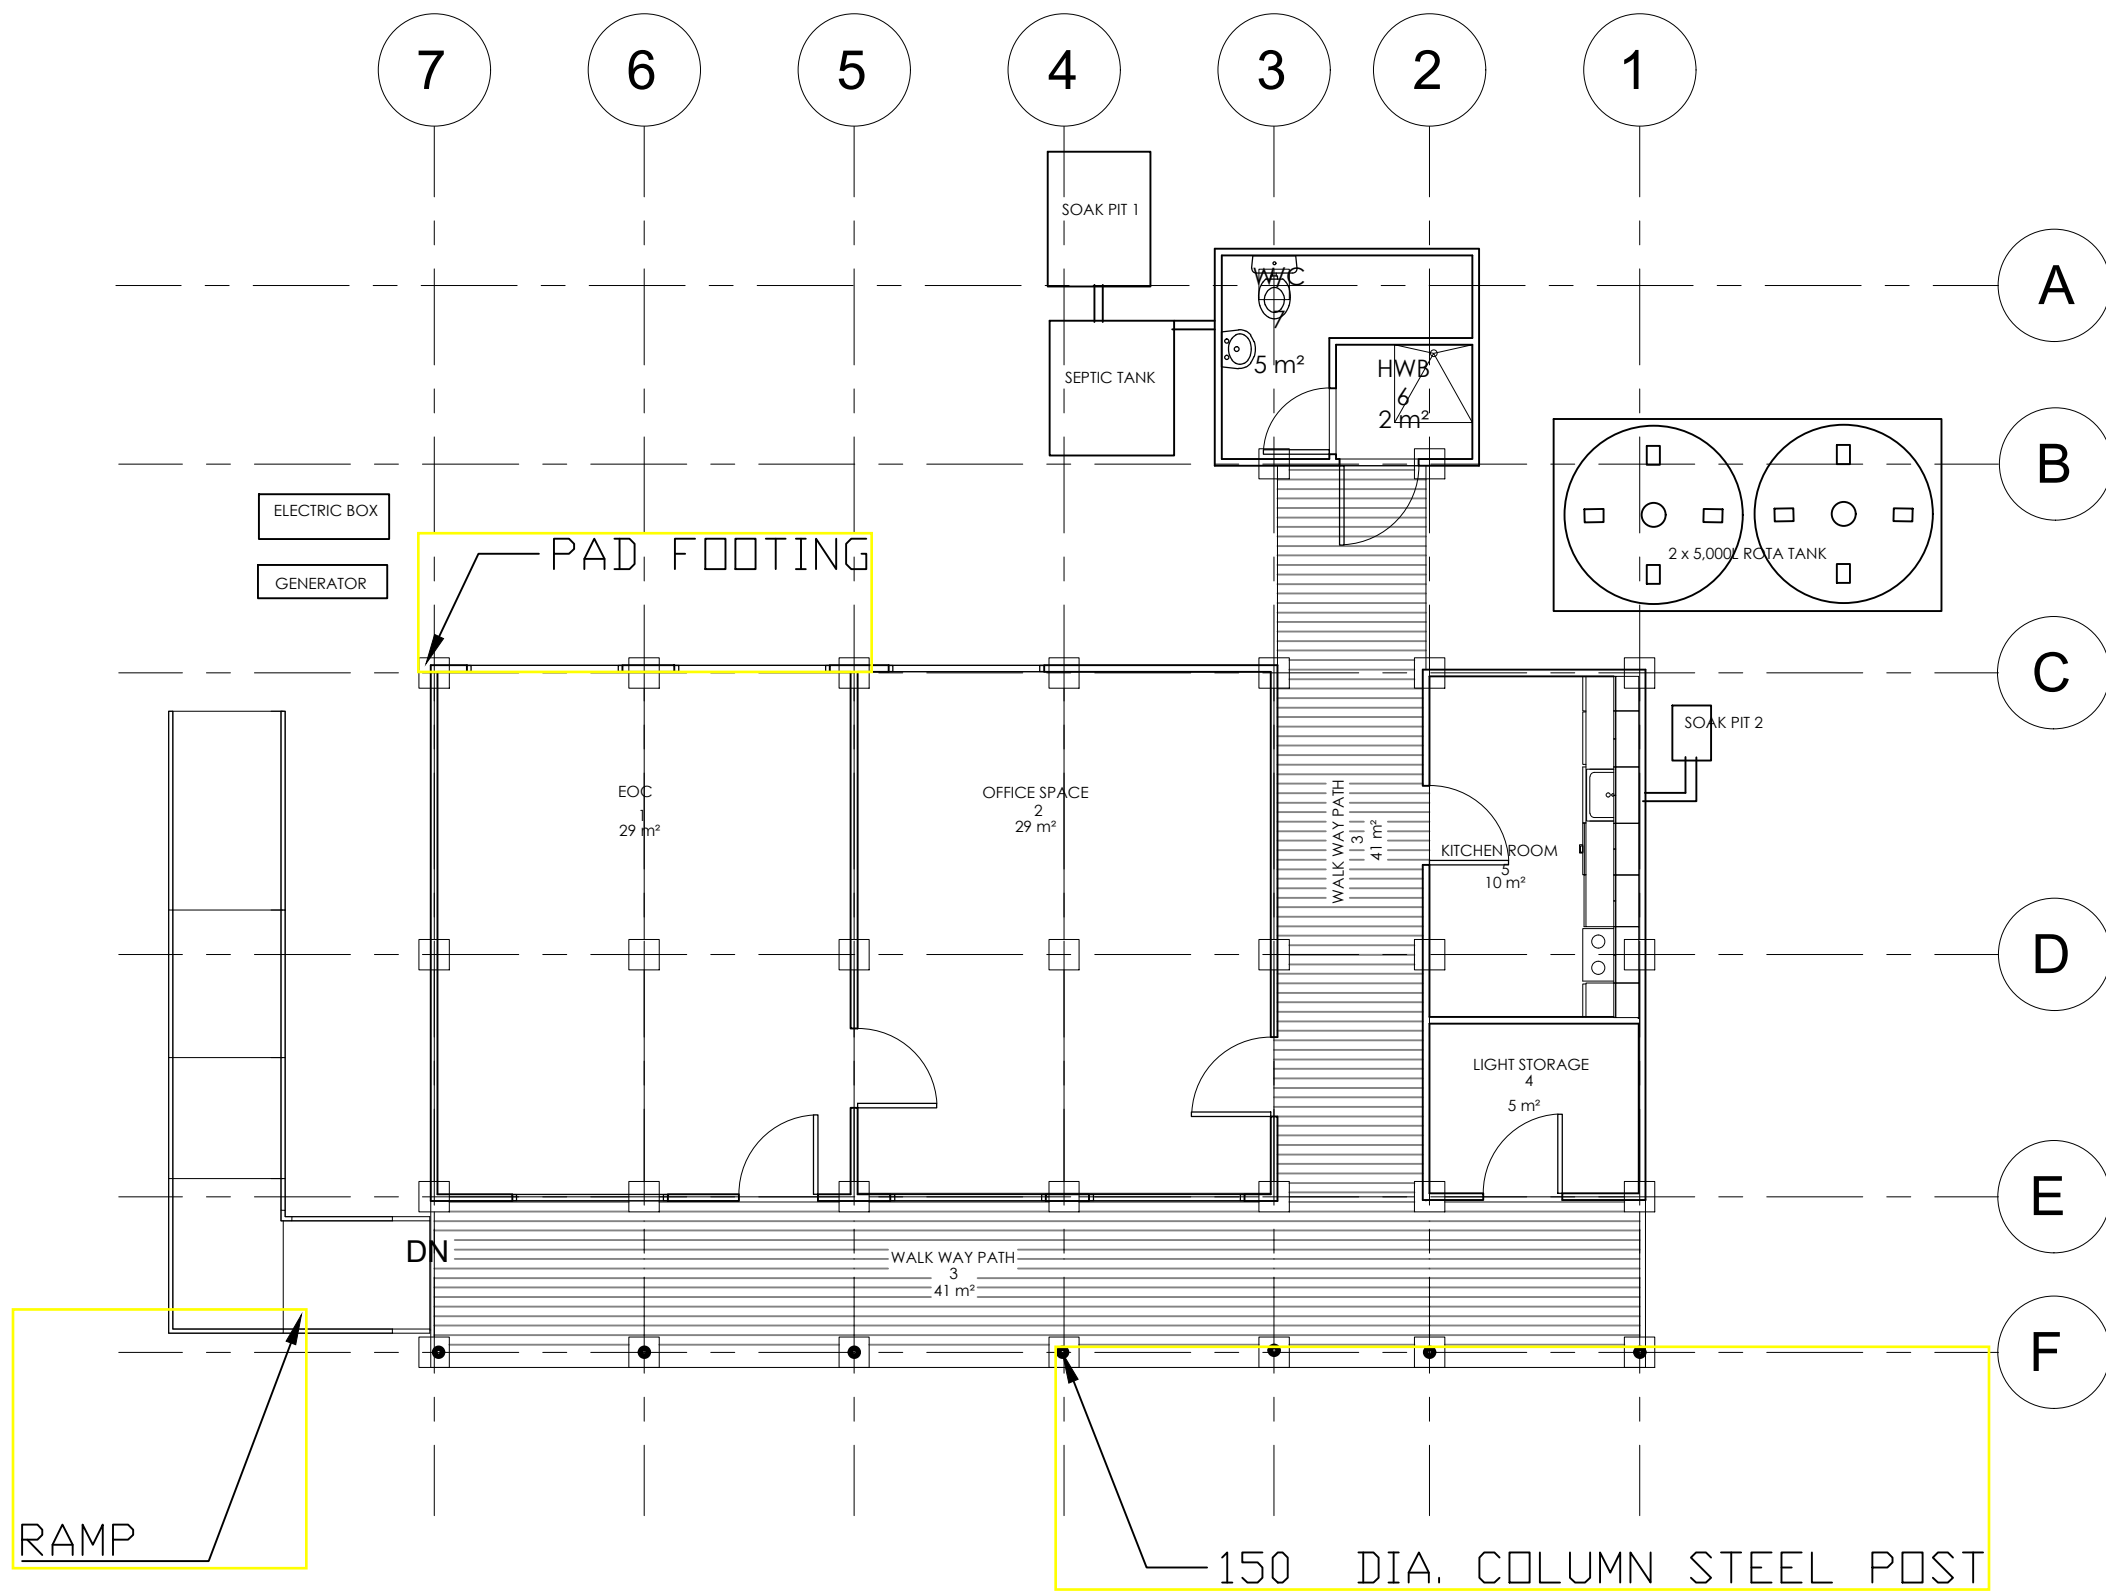 7 6 5 4 3 2 1
SOAK PIT 1
A
WC
7
5 m²
SEPTIC TANK
HWB
6
2 m²
B
ELECTRIC BOX
PAD FOOTING
2 x 5,000L ROTA TANK
GENERATOR
C
SOAK PIT 2
EOC
1
29 m²
OFFICE SPACE
2
29 m²
WALK WAY PATH
3
41 m²
KITCHEN ROOM
5
10 m²
D
LIGHT STORAGE
4
5 m²
E
DN
WALK WAY PATH
3
41 m²
F
RAMP
150 DIA. COLUMN STEEL POST